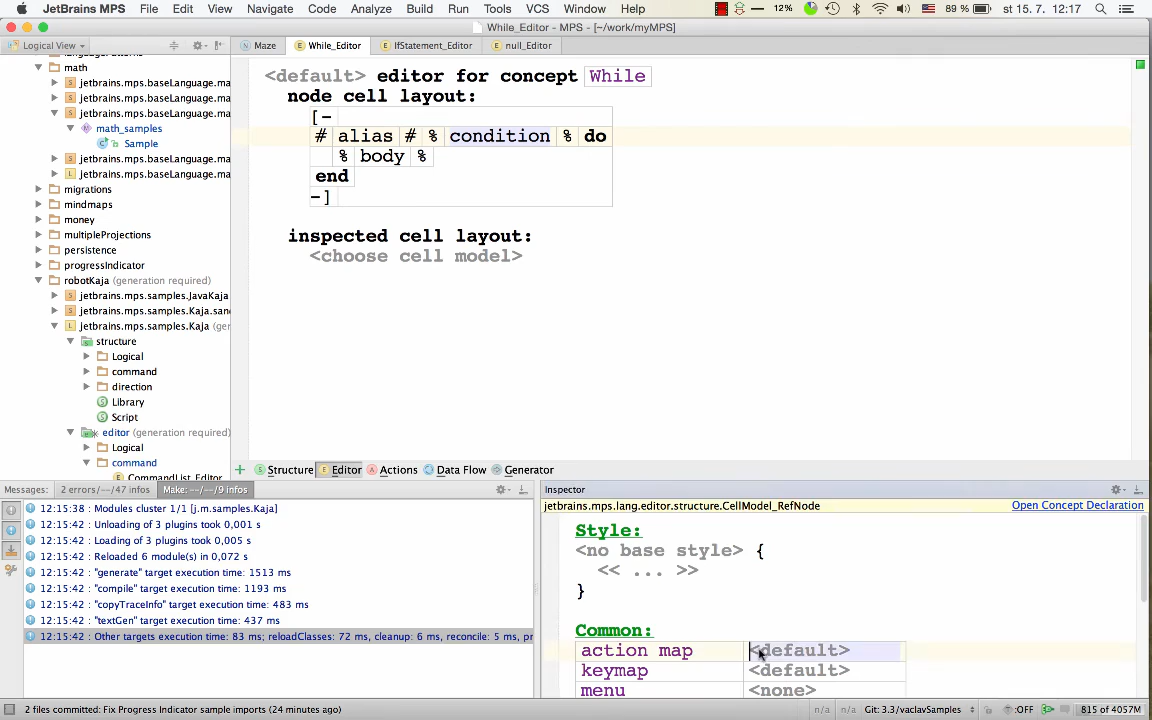 JetBrains MPS File Edit View Navigate Code Analyze Build Run Tools VCS Window Help 12% 89 % st 15. 7. 12:17
While_Editor - MPS - [~/work/myMPS]
Logical View Maze While_Editor IfStatement_Editor null_Editor
math
jetbrains.mps.baseLanguage.ma
jetbrains.mps.baseLanguage.ma
jetbrains.mps.baseLanguage.ma
math_samples
Sample
jetbrains.mps.baseLanguage.ma
jetbrains.mps.baseLanguage.ma
migrations
mindmaps
money
multipleProjections
persistence
progressIndicator
robotKaja (generation required)
jetbrains.mps.samples.JavaKaja
jetbrains.mps.samples.Kaja.san
jetbrains.mps.samples.Kaja (ger
structure
Logical
command
direction
Library
Script
editor (generation required)
Logical
command
CommandList_Editor
<default> editor for concept While
node cell layout:
[-
# alias # % condition % do
% body %
end
-]
inspected cell layout:
<choose cell model>
+ Structure Editor Actions Data Flow Generator
Messages: 2 errors/--/47 infos Make: --/--/9 infos
12:15:38 : Modules cluster 1/1 [j.m.samples.Kaja]
12:15:42 : Unloading of 3 plugins took 0,001 s
12:15:42 : Loading of 3 plugins took 0,005 s
12:15:42 : Reloaded 6 module(s) in 0,072 s
12:15:42 : "generate" target execution time: 1513 ms
12:15:42 : "compile" target execution time: 1193 ms
12:15:42 : "copyTraceInfo" target execution time: 483 ms
12:15:42 : "textGen" target execution time: 437 ms
12:15:42 : Other targets execution time: 83 ms; reloadClasses: 72 ms, cleanup: 6 ms, reconcile: 5 ms, pr
Inspector
jetbrains.mps.lang.editor.structure.CellModel_RefNode Open Concept Declaration
Style:
<no base style> {
<< ... >>
}
Common:
action map <default>
keymap <default>
menu <none>
2 files committed: Fix Progress Indicator sample imports (24 minutes ago) n/a n/a Git: 3.3/vaclavSamples T:OFF 815 of 4057M